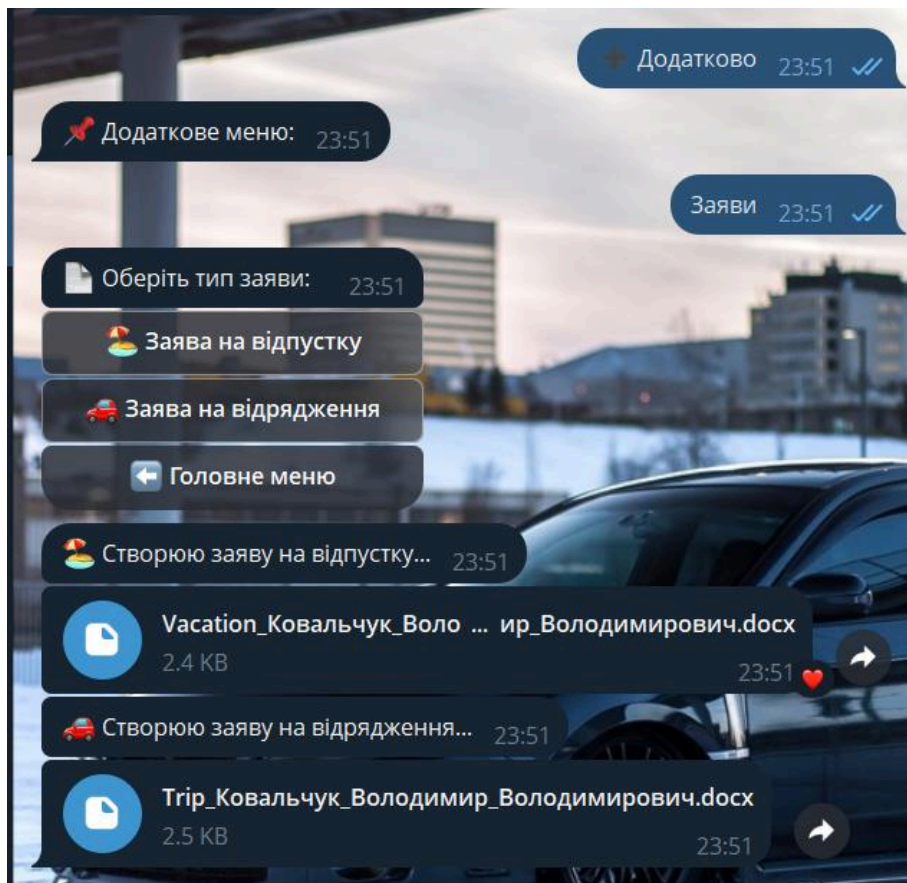 ➕ Додатково 23:51
📌 Додаткове меню: 23:51
Заяви 23:51
📄 Оберіть тип заяви: 23:51
🏖️ Заява на відпустку
🚗 Заява на відрядження
⬅️ Головне меню
🏖️ Створюю заяву на відпустку... 23:51
Vacation_Ковальчук_Воло ... ир_Володимирович.docx
2.4 KB
23:51 ❤️
🚗 Створюю заяву на відрядження... 23:51
Trip_Ковальчук_Володимир_Володимирович.docx
2.5 KB
23:51